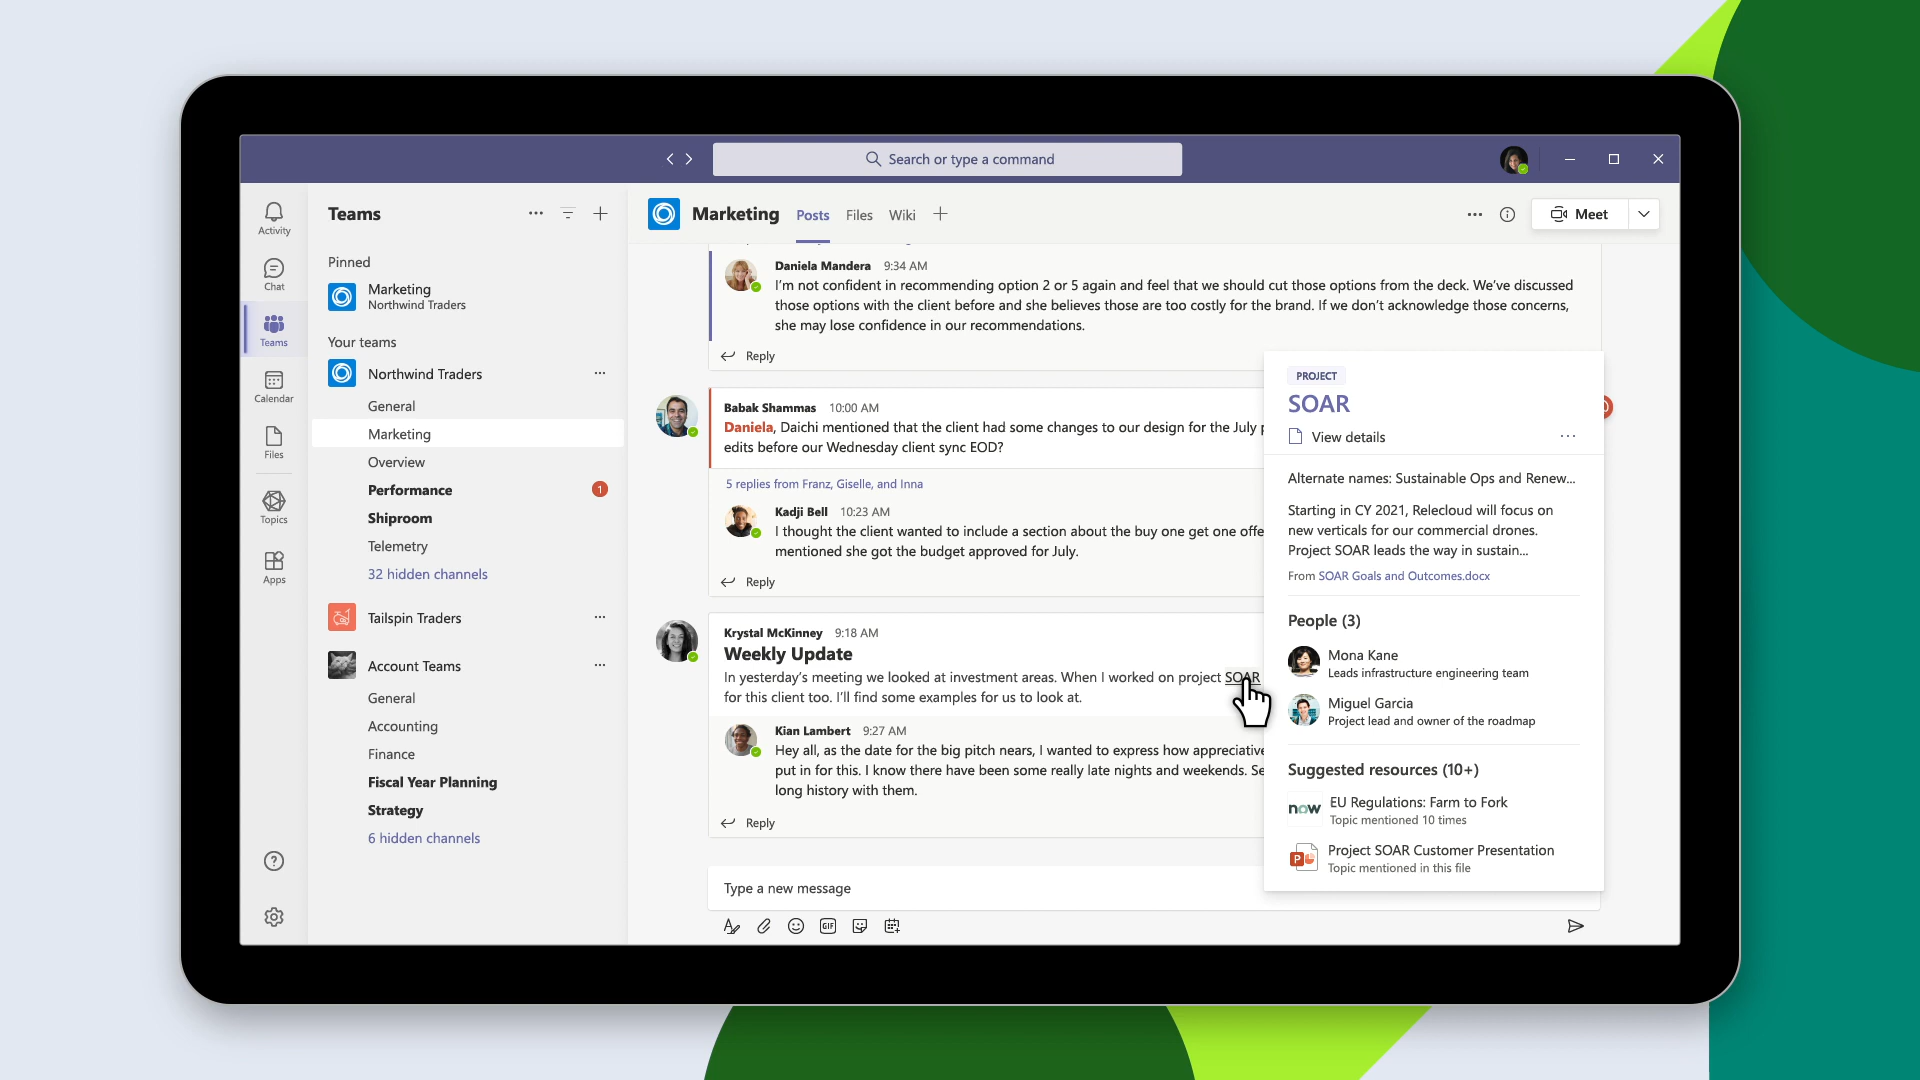 Search or type a command
Activity
Chat
Teams
Calendar
Files
Topics
Apps
Teams
Pinned
Marketing
Northwind Traders
Your teams
Northwind Traders
General
Marketing
Overview
Performance
1
Shiproom
Telemetry
32 hidden channels
Tailspin Traders
Account Teams
General
Accounting
Finance
Fiscal Year Planning
Strategy
6 hidden channels
Marketing
Posts
Files
Wiki
Meet
Daniela Mandera 9:34 AM
I'm not confident in recommending option 2 or 5 again and feel that we should cut those options from the deck. We've discussed
those options with the client before and she believes those are too costly for the brand. If we don't acknowledge those concerns,
she may lose confidence in our recommendations.
Reply
Babak Shammas 10:00 AM
Daniela, Daichi mentioned that the client had some changes to our design for the July
edits before our Wednesday client sync EOD?
5 replies from Franz, Giselle, and Inna
Kadji Bell 10:23 AM
I thought the client wanted to include a section about the buy one get one offe
mentioned she got the budget approved for July.
Reply
Krystal McKinney 9:18 AM
Weekly Update
In yesterday's meeting we looked at investment areas. When I worked on project SOAR
for this client too. I'll find some examples for us to look at.
Kian Lambert 9:27 AM
Hey all, as the date for the big pitch nears, I wanted to express how appreciative
put in for this. I know there have been some really late nights and weekends. Se
long history with them.
Reply
Type a new message
GIF
PROJECT
SOAR
View details
Alternate names: Sustainable Ops and Renew...
Starting in CY 2021, Relecloud will focus on
new verticals for our commercial drones.
Project SOAR leads the way in sustain...
From SOAR Goals and Outcomes.docx
People (3)
Mona Kane
Leads infrastructure engineering team
Miguel Garcia
Project lead and owner of the roadmap
Suggested resources (10+)
now
EU Regulations: Farm to Fork
Topic mentioned 10 times
P
Project SOAR Customer Presentation
Topic mentioned in this file